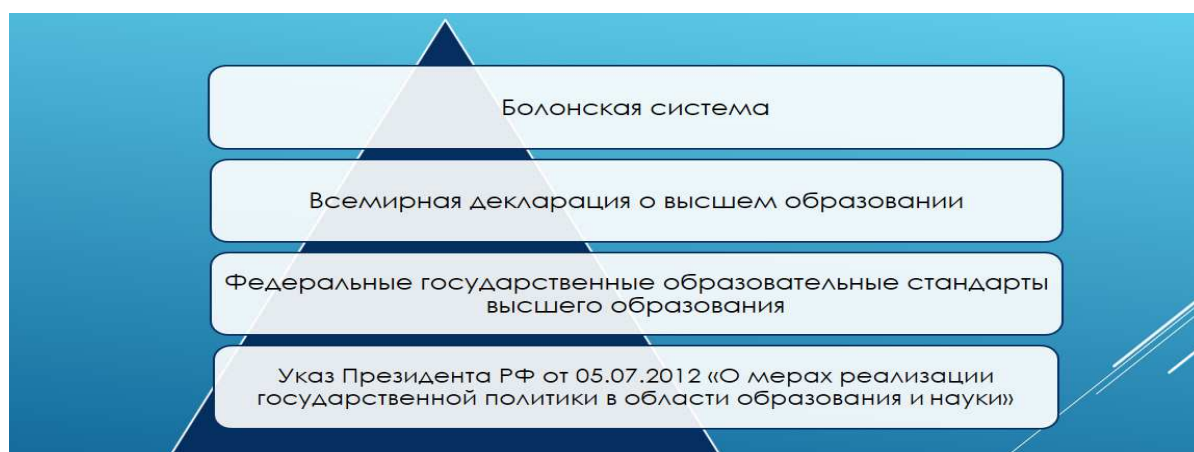 Болонская система
Всемирная декларация о высшем образовании
Федеральные государственные образовательные стандарты
высшего образования
Указ Президента РФ от 05.07.2012 «О мерах реализации
государственной политики в области образования и науки»